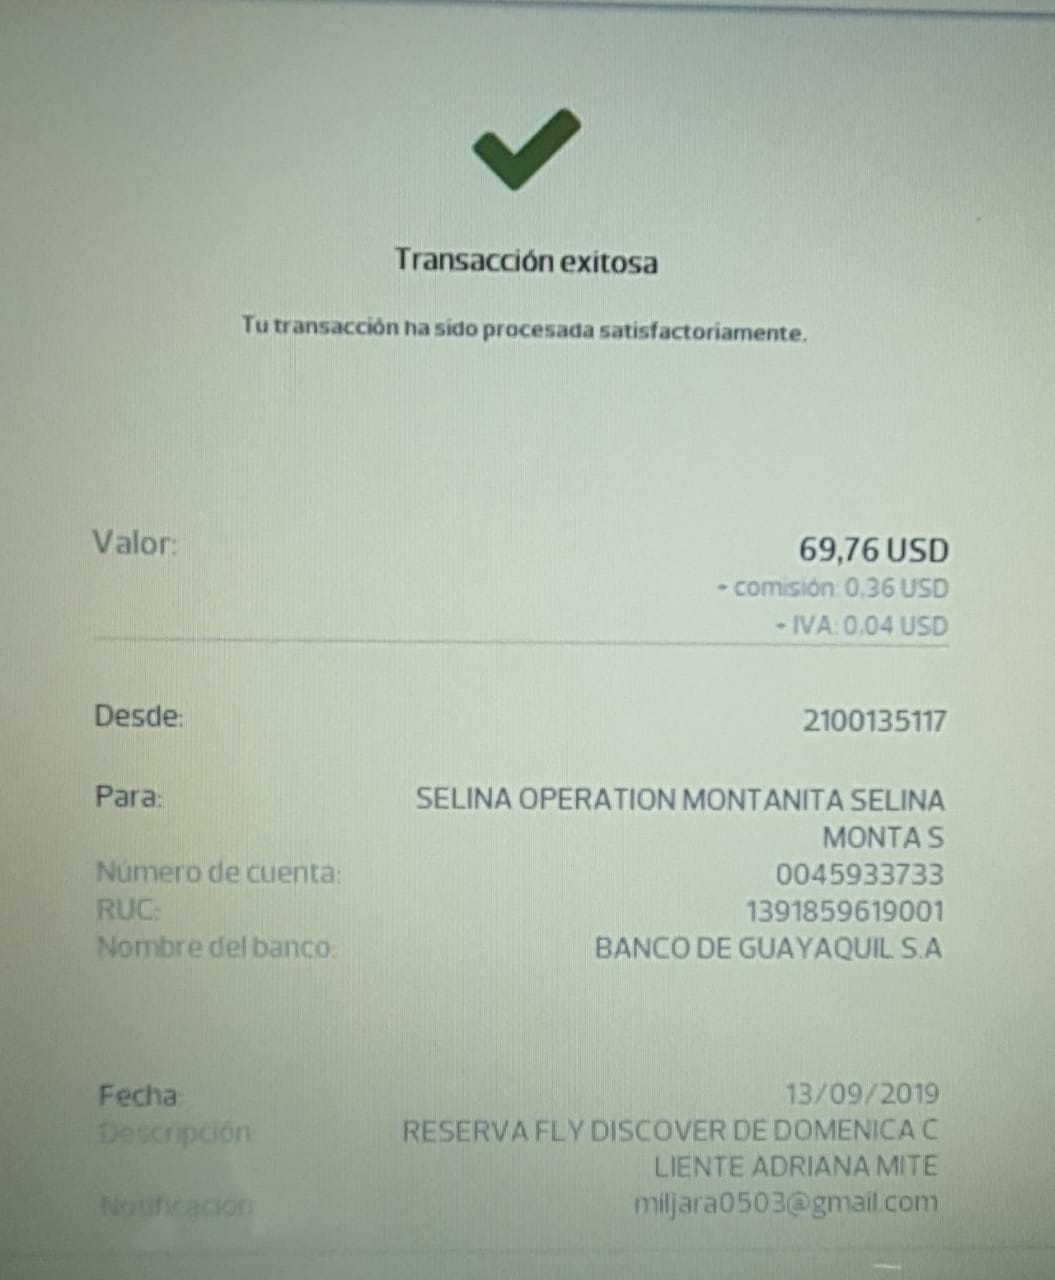 Transacción exitosa
Tu transacción ha sido procesada satisfactoriamente.
Valor: 69,76 USD
- comisión: 0.36 USD
- IVA: 0.04 USD
Desde: 2100135117
Para: SELINA OPERATION MONTANITA SELINA
MONTA S
Número de cuenta: 0045933733
RUC: 1391859619001
Nombre del banco: BANCO DE GUAYAQUIL S.A
Fecha 13/09/2019
Descripción RESERVA FLY DISCOVER DE DOMENICA C
LIENTE ADRIANA MITE
Notificación miljara0503@gmail.com